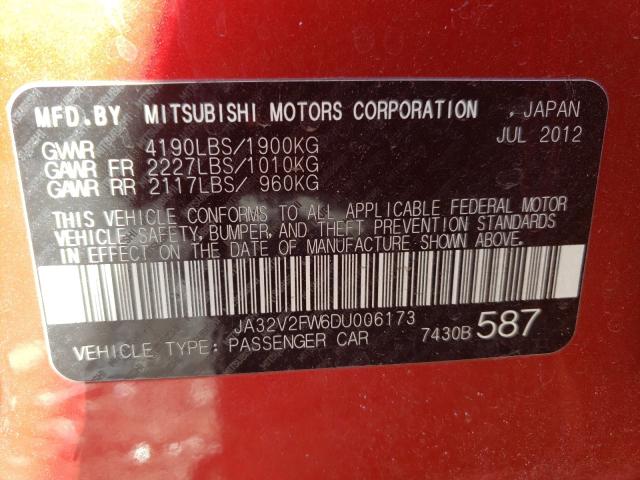 MFD.BY MITSUBISHI MOTORS CORPORATION , JAPAN
JUL 2012
GVWR 4190LBS/1900KG
GAWR FR 2227LBS/1010KG
GAWR RR 2117LBS/ 960KG
THIS VEHICLE CONFORMS TO ALL APPLICABLE FEDERAL MOTOR
VEHICLE SAFETY, BUMPER, AND THEFT PREVENTION STANDARDS
IN EFFECT ON THE DATE OF MANUFACTURE SHOWN ABOVE.
JA32V2FW6DU006173
VEHICLE TYPE: PASSENGER CAR 7430B 587